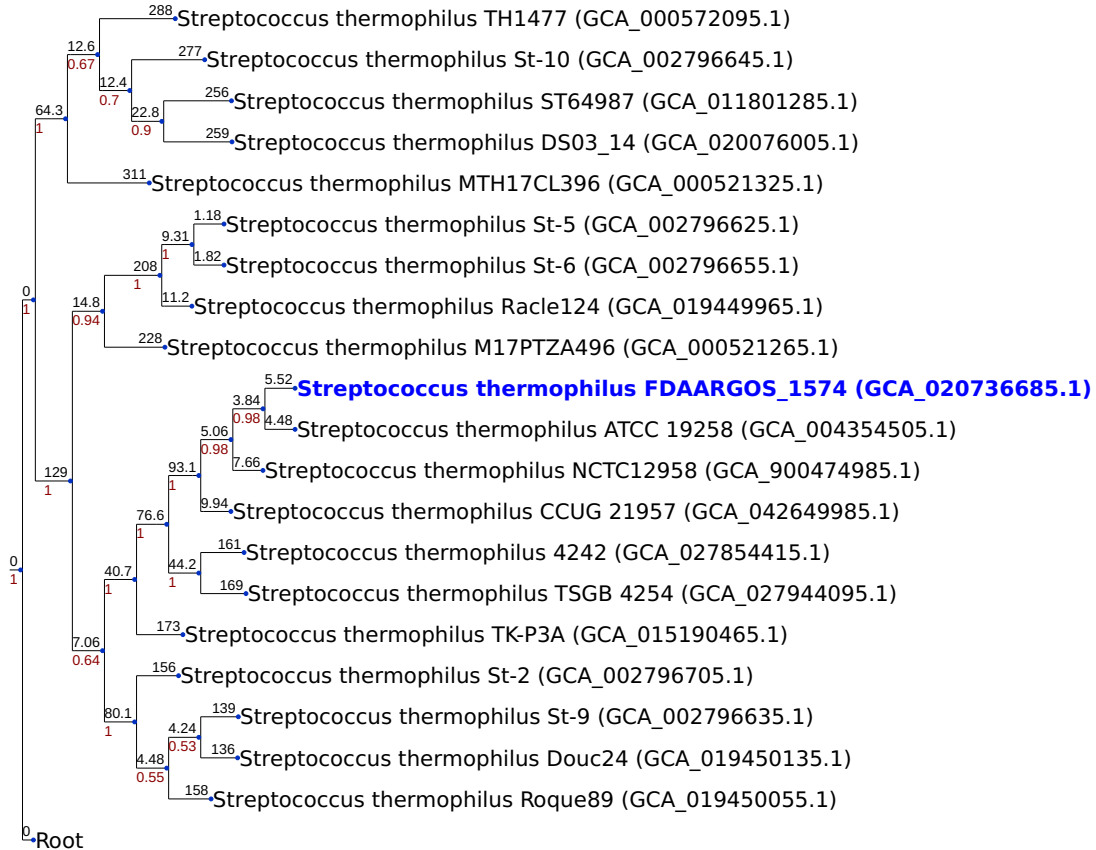 288 Streptococcus thermophilus TH1477 (GCA_000572095.1)
12.6
0.67
277 Streptococcus thermophilus St-10 (GCA_002796645.1)
12.4
0.7
256 Streptococcus thermophilus ST64987 (GCA_011801285.1)
64.3
22.8
1
0.9
259 Streptococcus thermophilus DS03_14 (GCA_020076005.1)
311 Streptococcus thermophilus MTH17CL396 (GCA_000521325.1)
1.18 Streptococcus thermophilus St-5 (GCA_002796625.1)
9.31
1
1.82 Streptococcus thermophilus St-6 (GCA_002796655.1)
208
1
0
1
14.8
0.94
11.2 Streptococcus thermophilus Racle124 (GCA_019449965.1)
228 Streptococcus thermophilus M17PTZA496 (GCA_000521265.1)
5.52 Streptococcus thermophilus FDAARGOS_1574 (GCA_020736685.1)
3.84
0.98
4.48 Streptococcus thermophilus ATCC 19258 (GCA_004354505.1)
5.06
0.98
7.66 Streptococcus thermophilus NCTC12958 (GCA_900474985.1)
129
1
93.1
1
9.94 Streptococcus thermophilus CCUG 21957 (GCA_042649985.1)
76.6
1
161 Streptococcus thermophilus 4242 (GCA_027854415.1)
0
1
40.7
1
44.2
1
169 Streptococcus thermophilus TSGB 4254 (GCA_027944095.1)
173 Streptococcus thermophilus TK-P3A (GCA_015190465.1)
7.06
0.64
156 Streptococcus thermophilus St-2 (GCA_002796705.1)
80.1
1
139 Streptococcus thermophilus St-9 (GCA_002796635.1)
4.24
0.53
136 Streptococcus thermophilus Douc24 (GCA_019450135.1)
4.48
0.55
158 Streptococcus thermophilus Roque89 (GCA_019450055.1)
0 Root